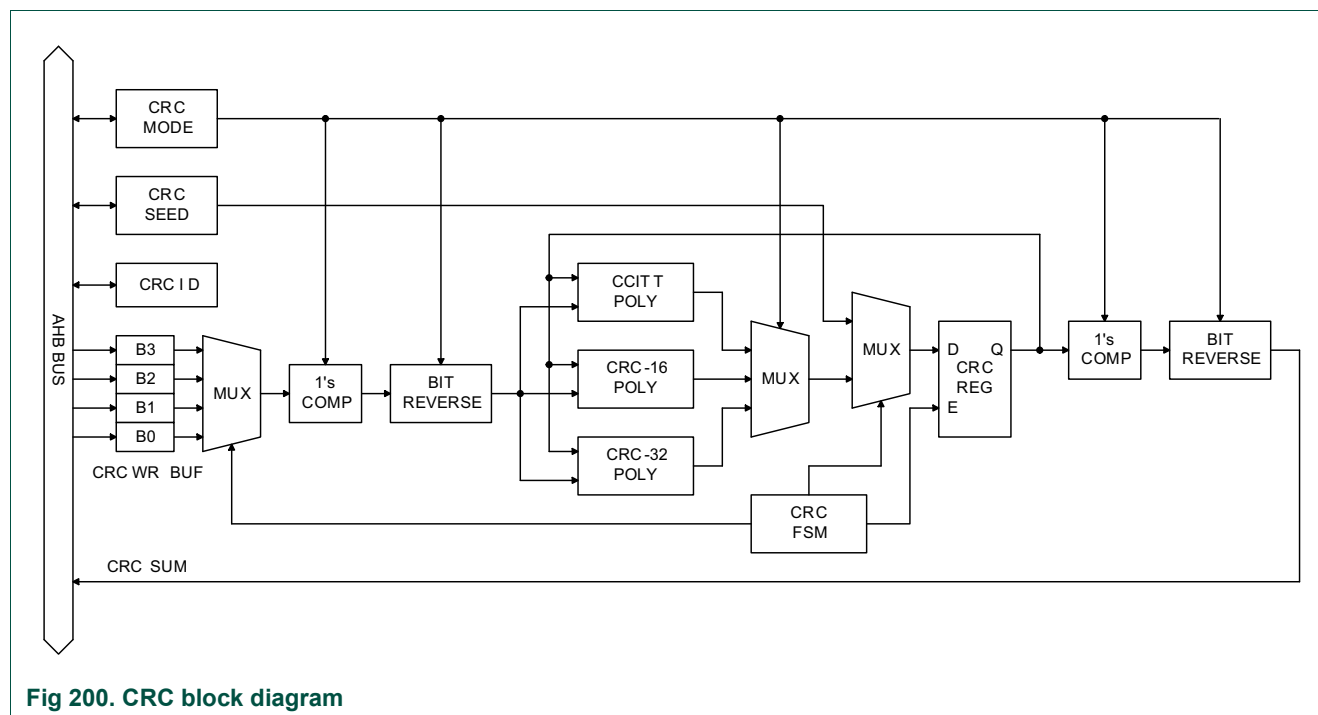 CRC
MODE
CRC
SEED
CRC ID
AHB BUS
B3
B2
B1
B0
CRC WR BUF
MUX
1's
COMP
BIT
REVERSE
CCITT
POLY
CRC-16
POLY
CRC-32
POLY
MUX
MUX
D Q
CRC
REG
E
CRC
FSM
1's
COMP
BIT
REVERSE
CRC SUM
Fig 200. CRC block diagram